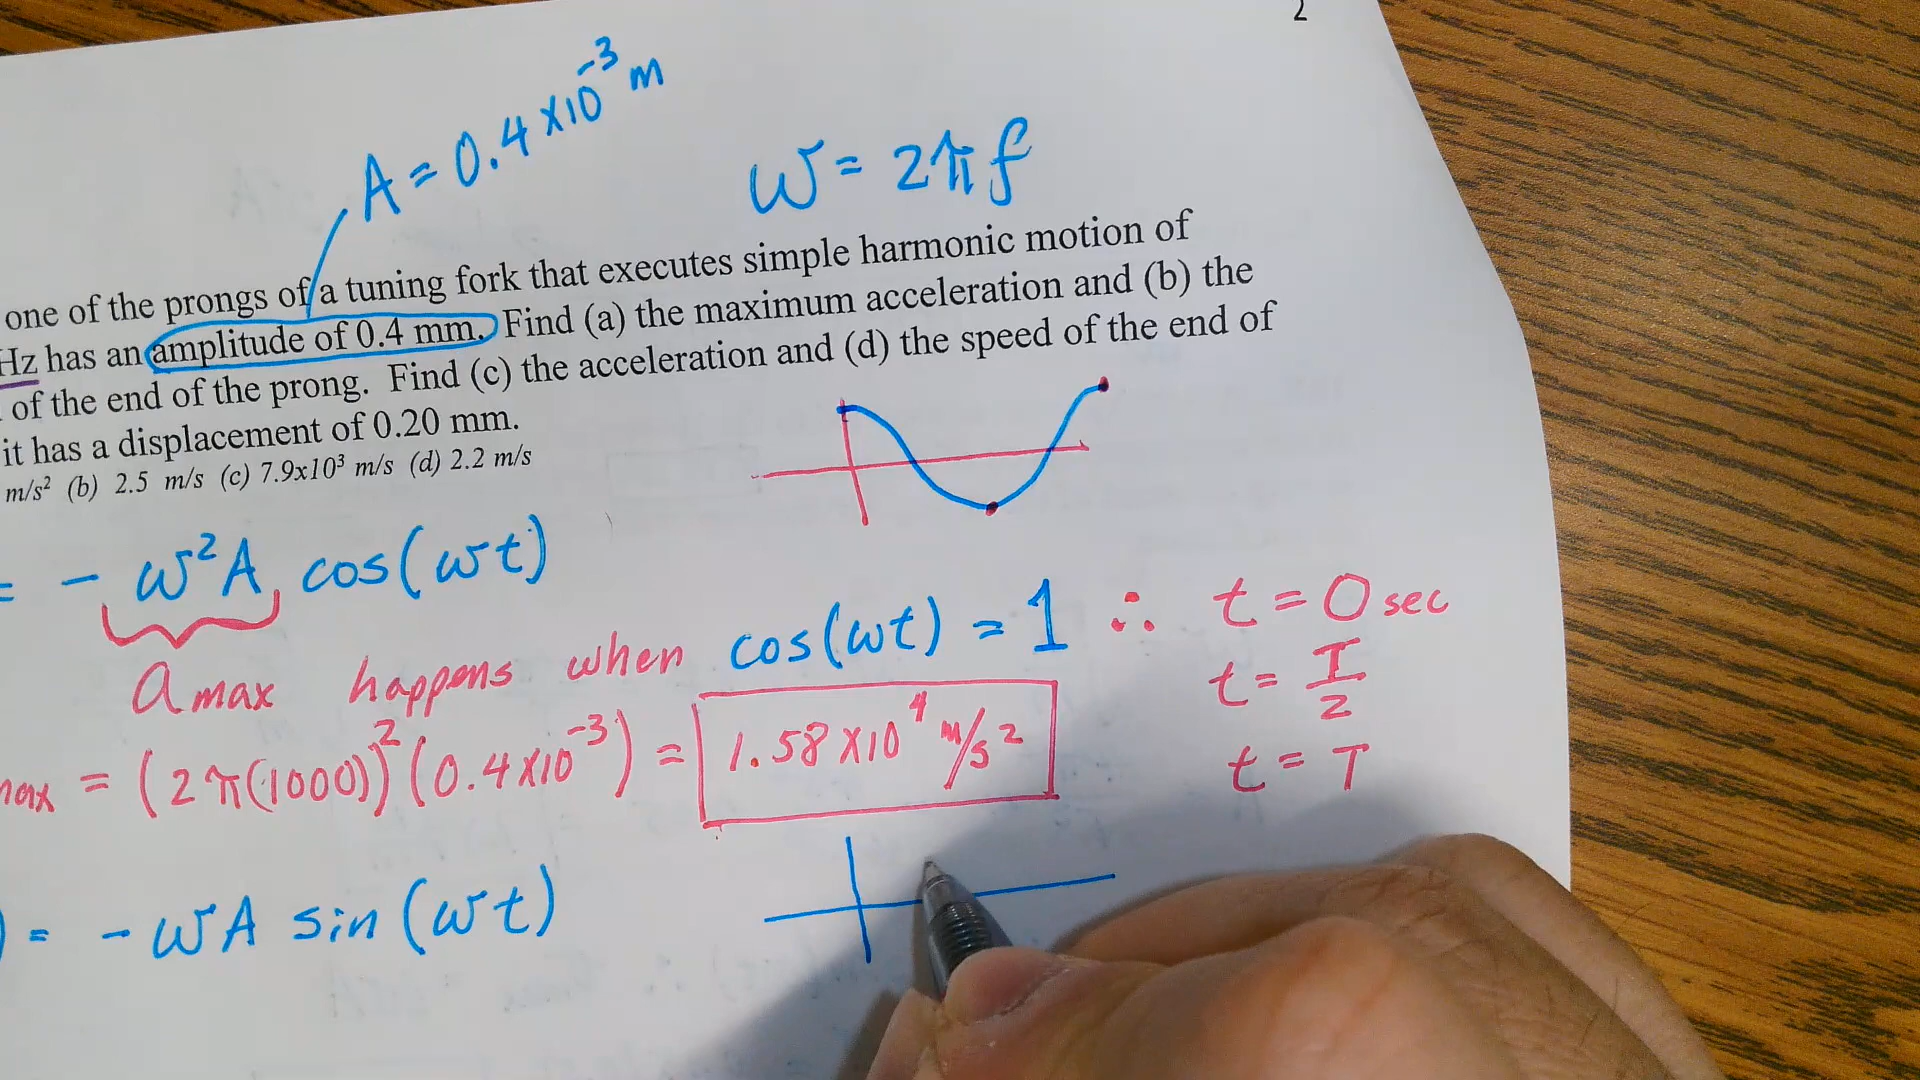 2
A = 0.4 x10⁻³ m
ω = 2πf
one of the prongs of a tuning fork that executes simple harmonic motion of
Hz has an amplitude of 0.4 mm. Find (a) the maximum acceleration and (b) the
of the end of the prong. Find (c) the acceleration and (d) the speed of the end of
it has a displacement of 0.20 mm.
m/s² (b) 2.5 m/s (c) 7.9x10³ m/s (d) 2.2 m/s
= - ω²A cos(ωt)
a max happens when cos(ωt) = 1 ∴ t = 0 sec
t = T/2
max = (2π(1000))² (0.4x10⁻³) = 1.58 x10⁴ m/s²
t = T
) = - ωA sin(ωt)